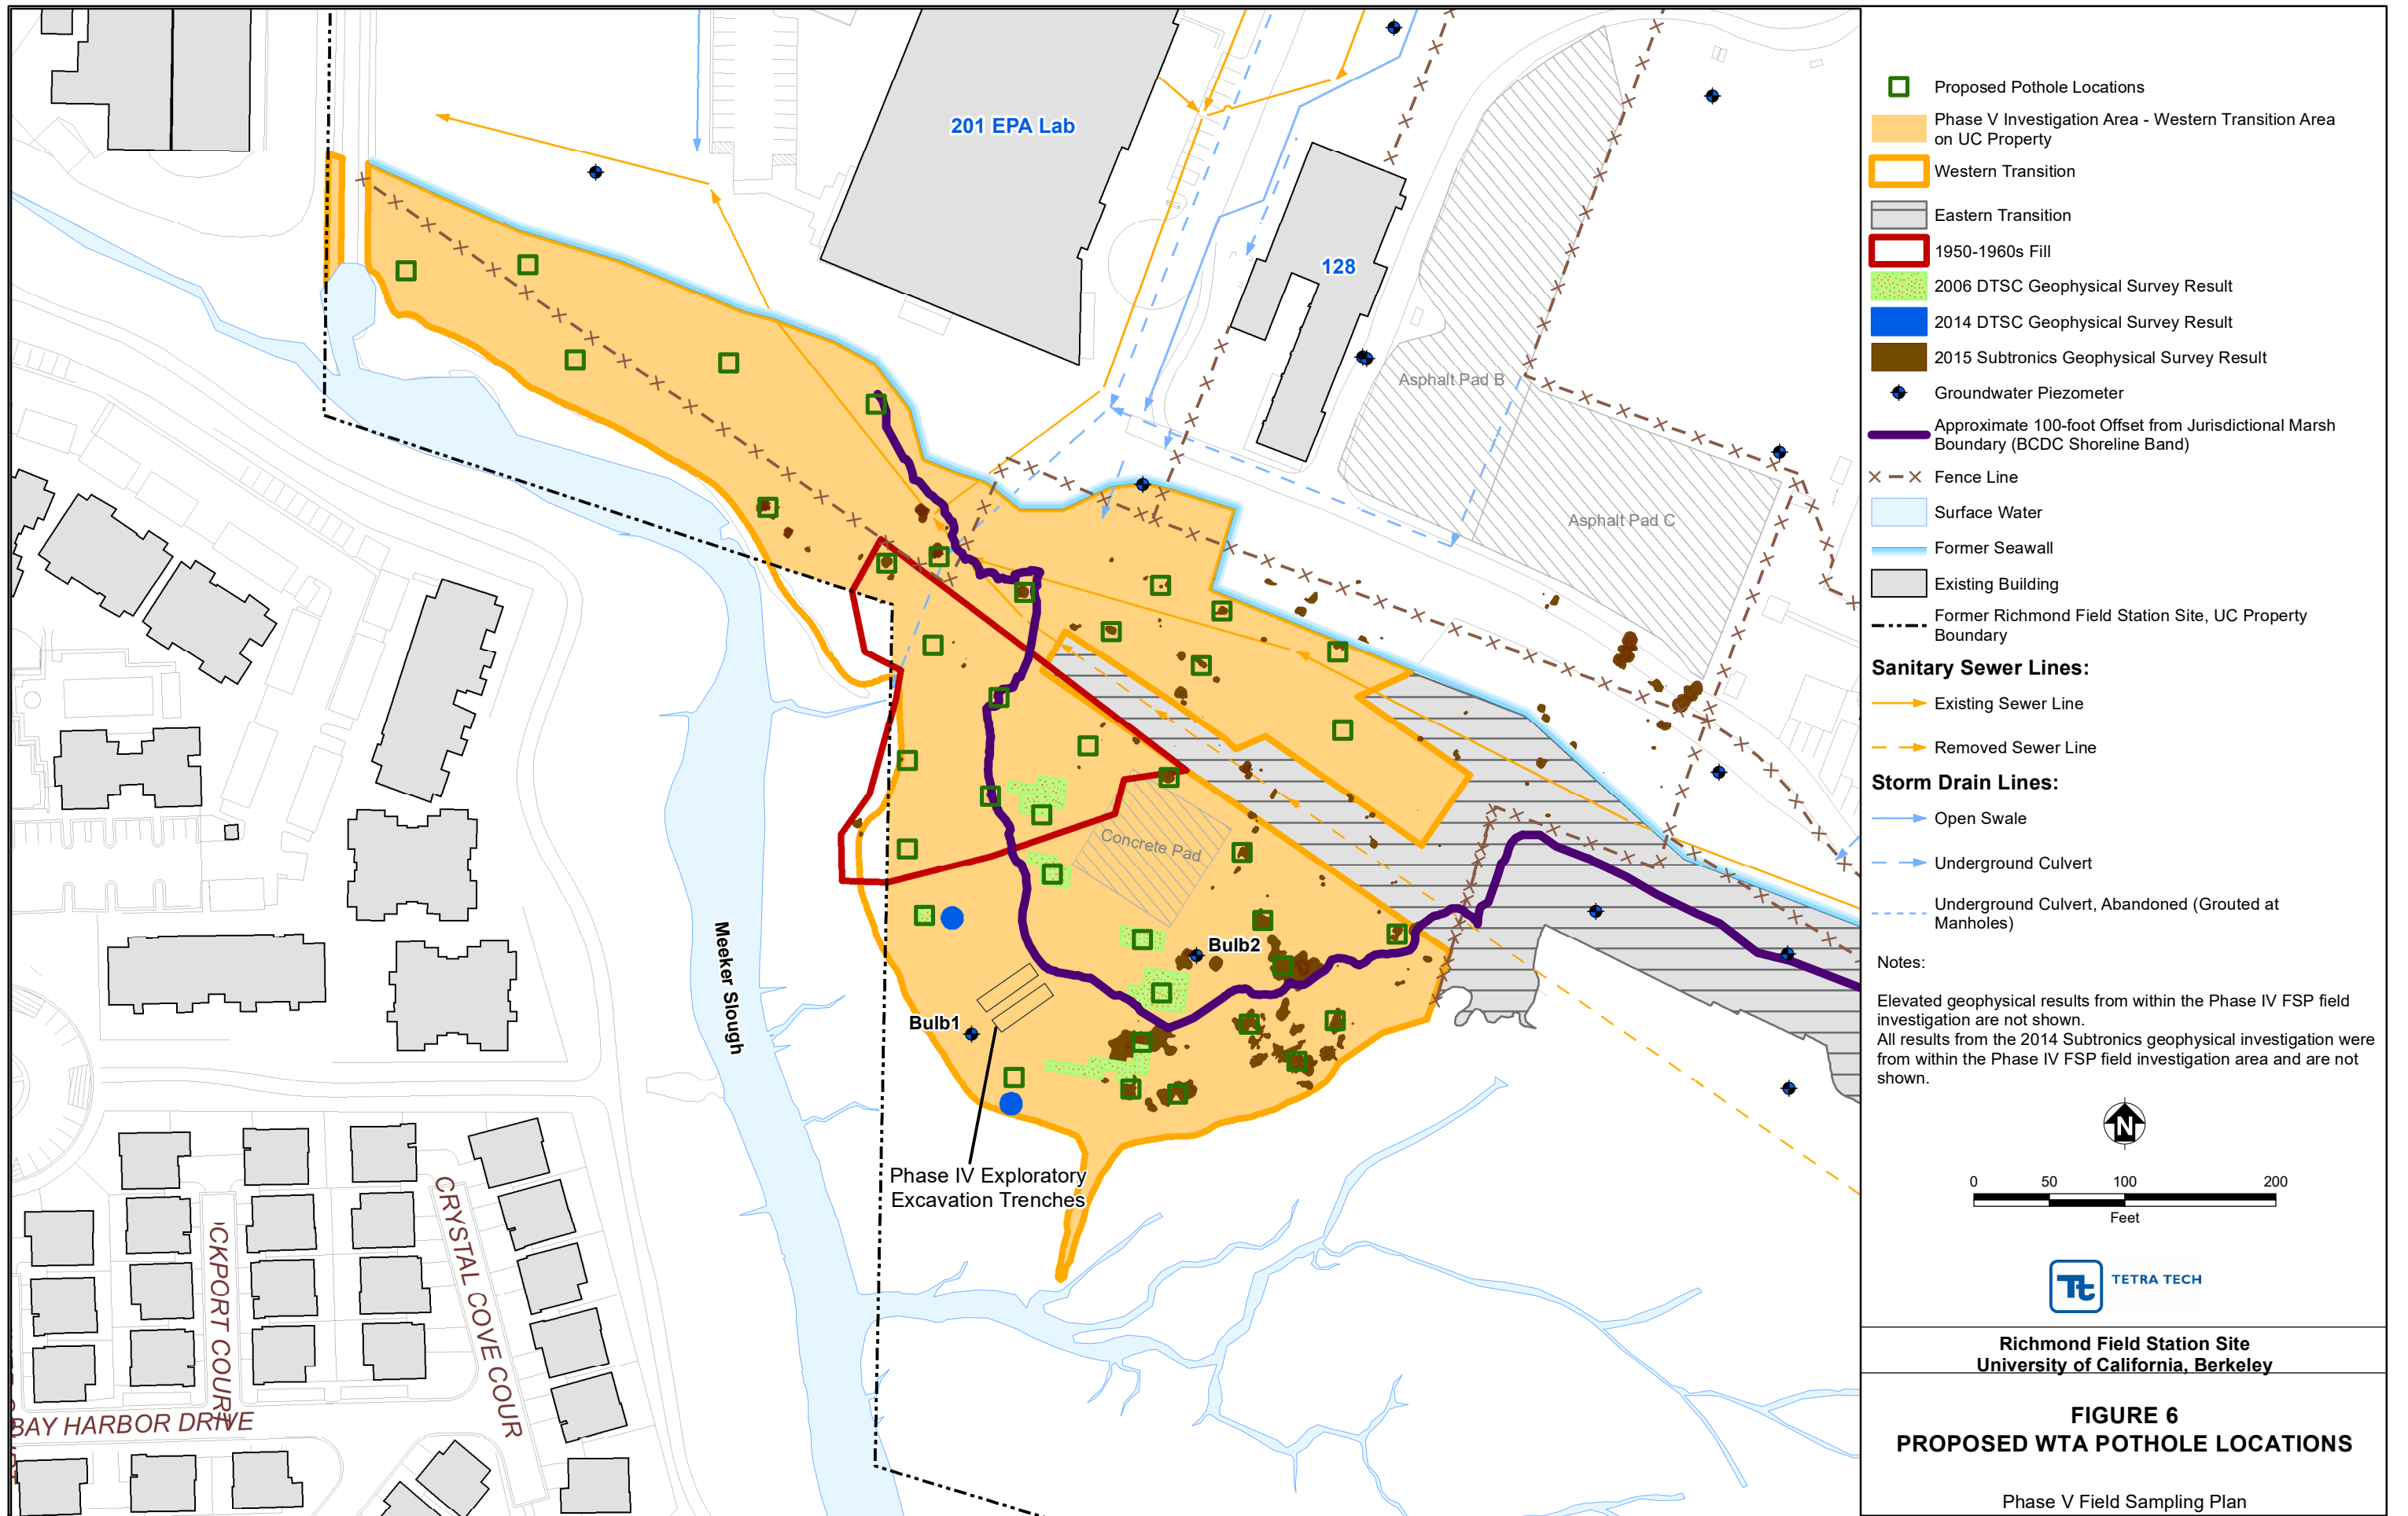 201 EPA Lab
128
Asphalt Pad B
Asphalt Pad C
Concrete Pad
Bulb2
Bulb1
Meeker Slough
Phase IV Exploratory
Excavation Trenches
CRYSTAL COVE COUR
ICKPORT COURT
BAY HARBOR DRIVE
Proposed Pothole Locations
Phase V Investigation Area - Western Transition Area
on UC Property
Western Transition
Eastern Transition
1950-1960s Fill
2006 DTSC Geophysical Survey Result
2014 DTSC Geophysical Survey Result
2015 Subtronics Geophysical Survey Result
Groundwater Piezometer
Approximate 100-foot Offset from Jurisdictional Marsh
Boundary (BCDC Shoreline Band)
Fence Line
Surface Water
Former Seawall
Existing Building
Former Richmond Field Station Site, UC Property
Boundary
Sanitary Sewer Lines:
Existing Sewer Line
Removed Sewer Line
Storm Drain Lines:
Open Swale
Underground Culvert
Underground Culvert, Abandoned (Grouted at
Manholes)
Notes:
Elevated geophysical results from within the Phase IV FSP field
investigation are not shown.
All results from the 2014 Subtronics geophysical investigation were
from within the Phase IV FSP field investigation area and are not
shown.
N
0 50 100 200
Feet
Tt TETRA TECH
Richmond Field Station Site
University of California, Berkeley
FIGURE 6
PROPOSED WTA POTHOLE LOCATIONS
Phase V Field Sampling Plan